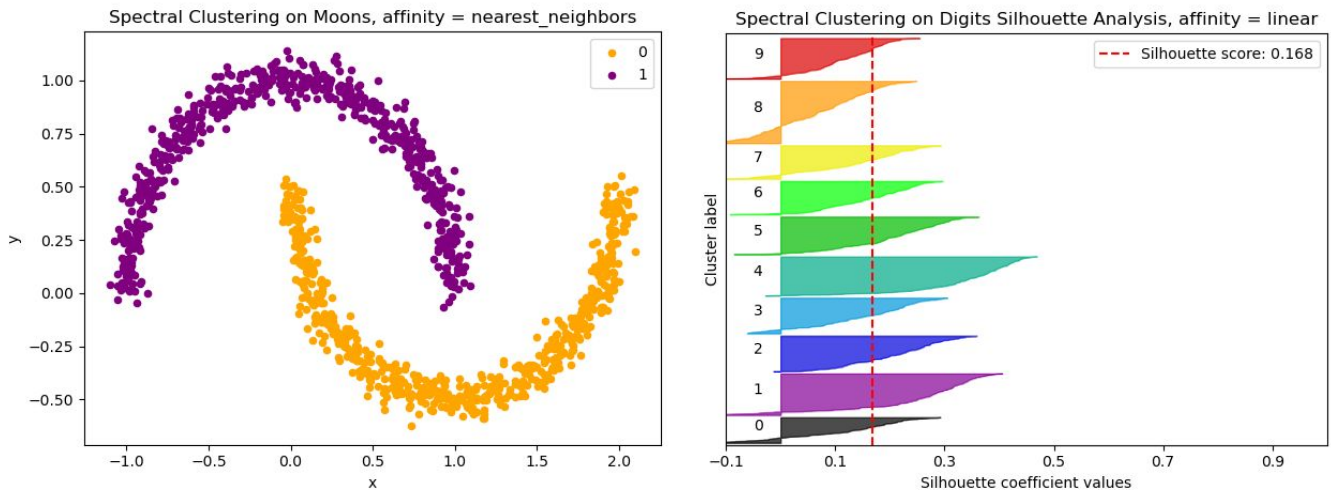 Spectral Clustering on Moons, affinity = nearest_neighbors
0
1
1.00
0.75
0.50
0.25
0.00
−0.25
−0.50
y
−1.0 −0.5 0.0 0.5 1.0 1.5 2.0
x
Spectral Clustering on Digits Silhouette Analysis, affinity = linear
Silhouette score: 0.168
9
8
7
6
5
4
3
2
1
0
Cluster label
−0.1 0.1 0.3 0.5 0.7 0.9
Silhouette coefficient values